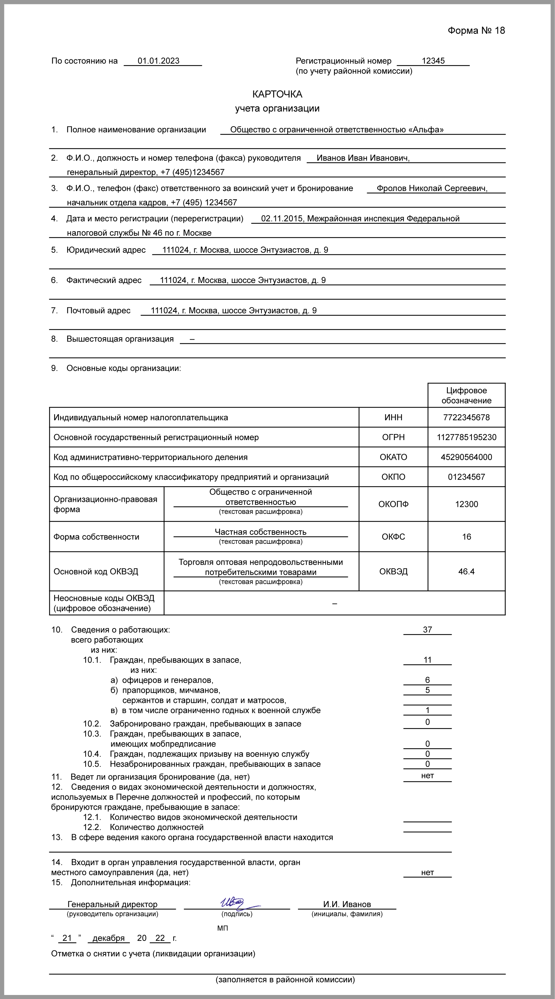 Форма № 18
По состоянию на 01.01.2023 Регистрационный номер 12345
(по учету районной комиссии)
КАРТОЧКА
учета организации
1. Полное наименование организации Общество с ограниченной ответственностью «Альфа»
2. Ф.И.О., должность и номер телефона (факса) руководителя Иванов Иван Иванович,
генеральный директор, +7 (495)1234567
3. Ф.И.О., телефон (факс) ответственного за воинский учет и бронирование Фролов Николай Сергеевич,
начальник отдела кадров, +7 (495) 1234567
4. Дата и место регистрации (перерегистрации) 02.11.2015, Межрайонная инспекция Федеральной
налоговой службы № 46 по г. Москве
5. Юридический адрес 111024, г. Москва, шоссе Энтузиастов, д. 9
6. Фактический адрес 111024, г. Москва, шоссе Энтузиастов, д. 9
7. Почтовый адрес 111024, г. Москва, шоссе Энтузиастов, д. 9
8. Вышестоящая организация –
9. Основные коды организации:
Цифровое
обозначение
Индивидуальный номер налогоплательщика ИНН 7722345678
Основной государственный регистрационный номер ОГРН 1127785195230
Код административно-территориального деления ОКАТО 45290564000
Код по общероссийскому классификатору предприятий и организаций ОКПО 01234567
Организационно-правовая форма
Общество с ограниченной
ответственностью
(текстовая расшифровка)
ОКОПФ 12300
Форма собственности
Частная собственность
(текстовая расшифровка)
ОКФС 16
Основной код ОКВЭД
Торговля оптовая непродовольственными
потребительскими товарами
(текстовая расшифровка)
ОКВЭД 46.4
Неосновные коды ОКВЭД
(цифровое обозначение)
–
10. Сведения о работающих: 37
всего работающих
из них:
10.1. Граждан, пребывающих в запасе, 11
из них:
а) офицеров и генералов, 6
б) прапорщиков, мичманов, 5
сержантов и старшин, солдат и матросов,
в) в том числе ограниченно годных к военной службе 1
10.2. Забронировано граждан, пребывающих в запасе 0
10.3. Граждан, пребывающих в запасе,
имеющих мобпредписание 0
10.4. Граждан, подлежащих призыву на военную службу 0
10.5. Незабронированных граждан, пребывающих в запасе 0
11. Ведет ли организация бронирование (да, нет) нет
12. Сведения о видах экономической деятельности и должностях,
используемых в Перечне должностей и профессий, по которым
бронируются граждане, пребывающие в запасе:
12.1. Количество видов экономической деятельности
12.2. Количество должностей
13. В сфере ведения какого органа государственной власти находится
14. Входит в орган управления государственной власти, орган
местного самоуправления (да, нет) нет
15. Дополнительная информация:
Генеральный директор И.И. Иванов
(руководитель организации) (подпись) (инициалы, фамилия)
МП
“ 21 ” декабря 20 22 г.
Отметка о снятии с учета (ликвидации организации)
(заполняется в районной комиссии)